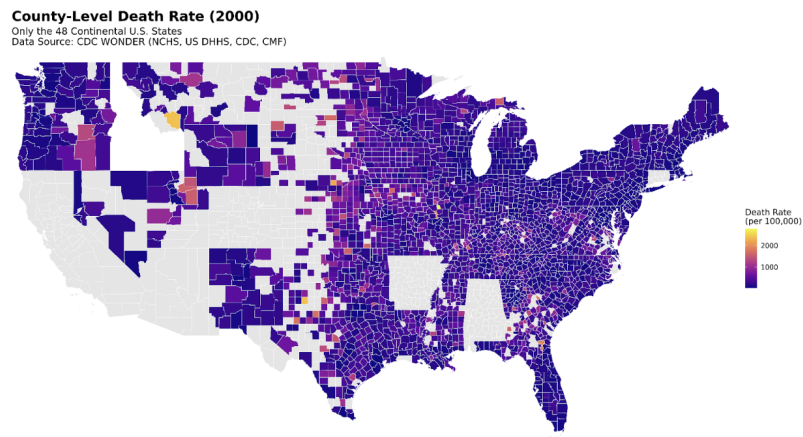 County-Level Death Rate (2000)
Only the 48 Continental U.S. States
Data Source: CDC WONDER (NCHS, US DHHS, CDC, CMF)
Death Rate
(per 100,000)
2000
1000